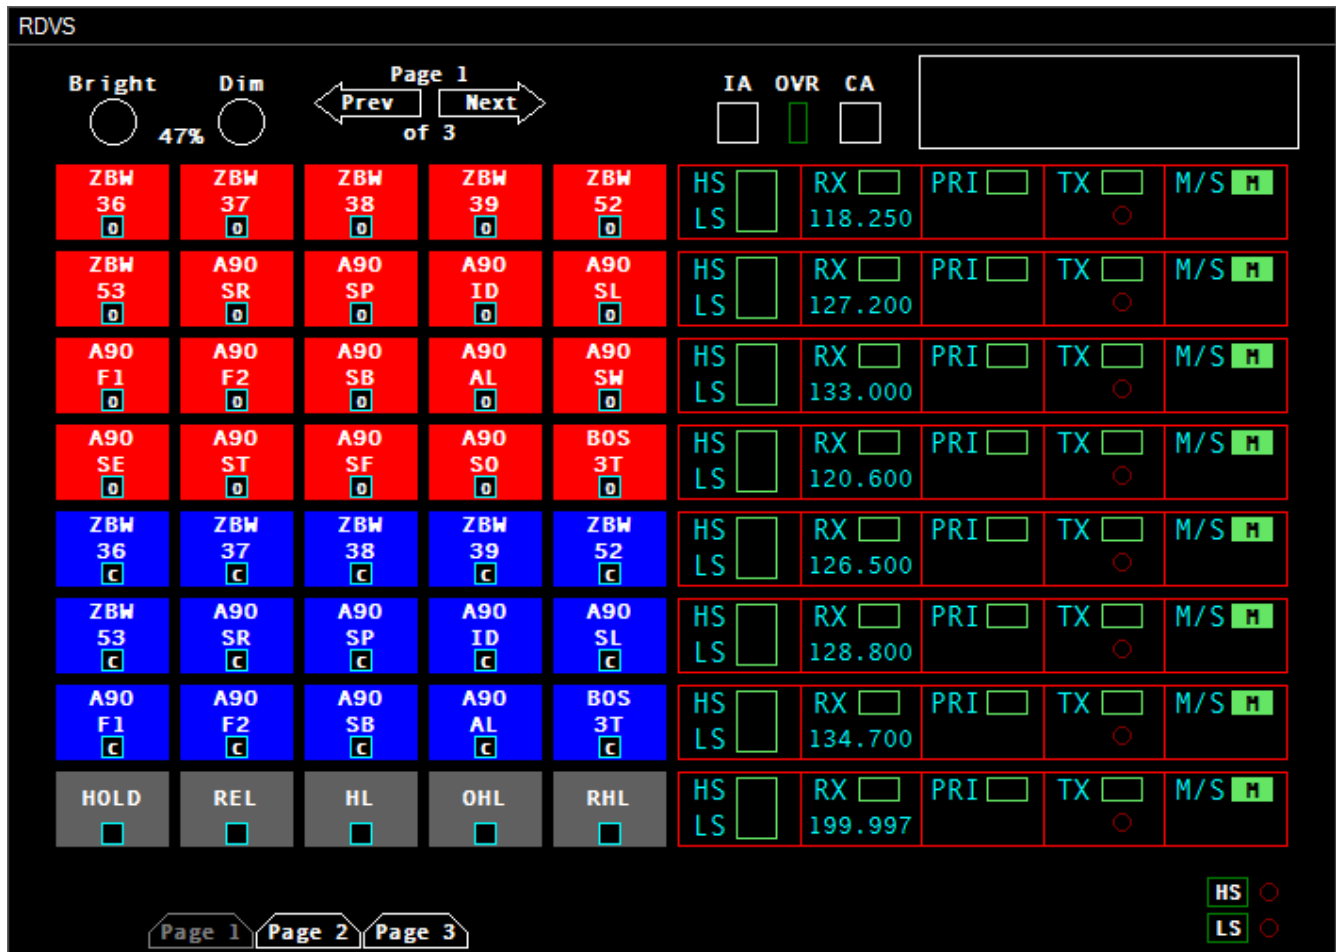 RDVS
Bright Dim Page 1 IA OVR CA
Prev Next
47% of 3
ZBW ZBW ZBW ZBW ZBW HS RX PRI TX M/S M
36 37 38 39 52 LS 118.250
O O O O O
ZBW A90 A90 A90 A90 HS RX PRI TX M/S M
53 SR SP ID SL LS 127.200
O O O O O
A90 A90 A90 A90 A90 HS RX PRI TX M/S M
F1 F2 SB AL SW LS 133.000
O O O O O
A90 A90 A90 A90 BOS HS RX PRI TX M/S M
SE ST SF SO 3T LS 120.600
O O O O O
ZBW ZBW ZBW ZBW ZBW HS RX PRI TX M/S M
36 37 38 39 52 LS 126.500
C C C C C
ZBW A90 A90 A90 A90 HS RX PRI TX M/S M
53 SR SP ID SL LS 128.800
C C C C C
A90 A90 A90 A90 BOS HS RX PRI TX M/S M
F1 F2 SB AL 3T LS 134.700
C C C C C
HOLD REL HL OHL RHL HS RX PRI TX M/S M
LS 199.997
HS
Page 1 Page 2 Page 3 LS